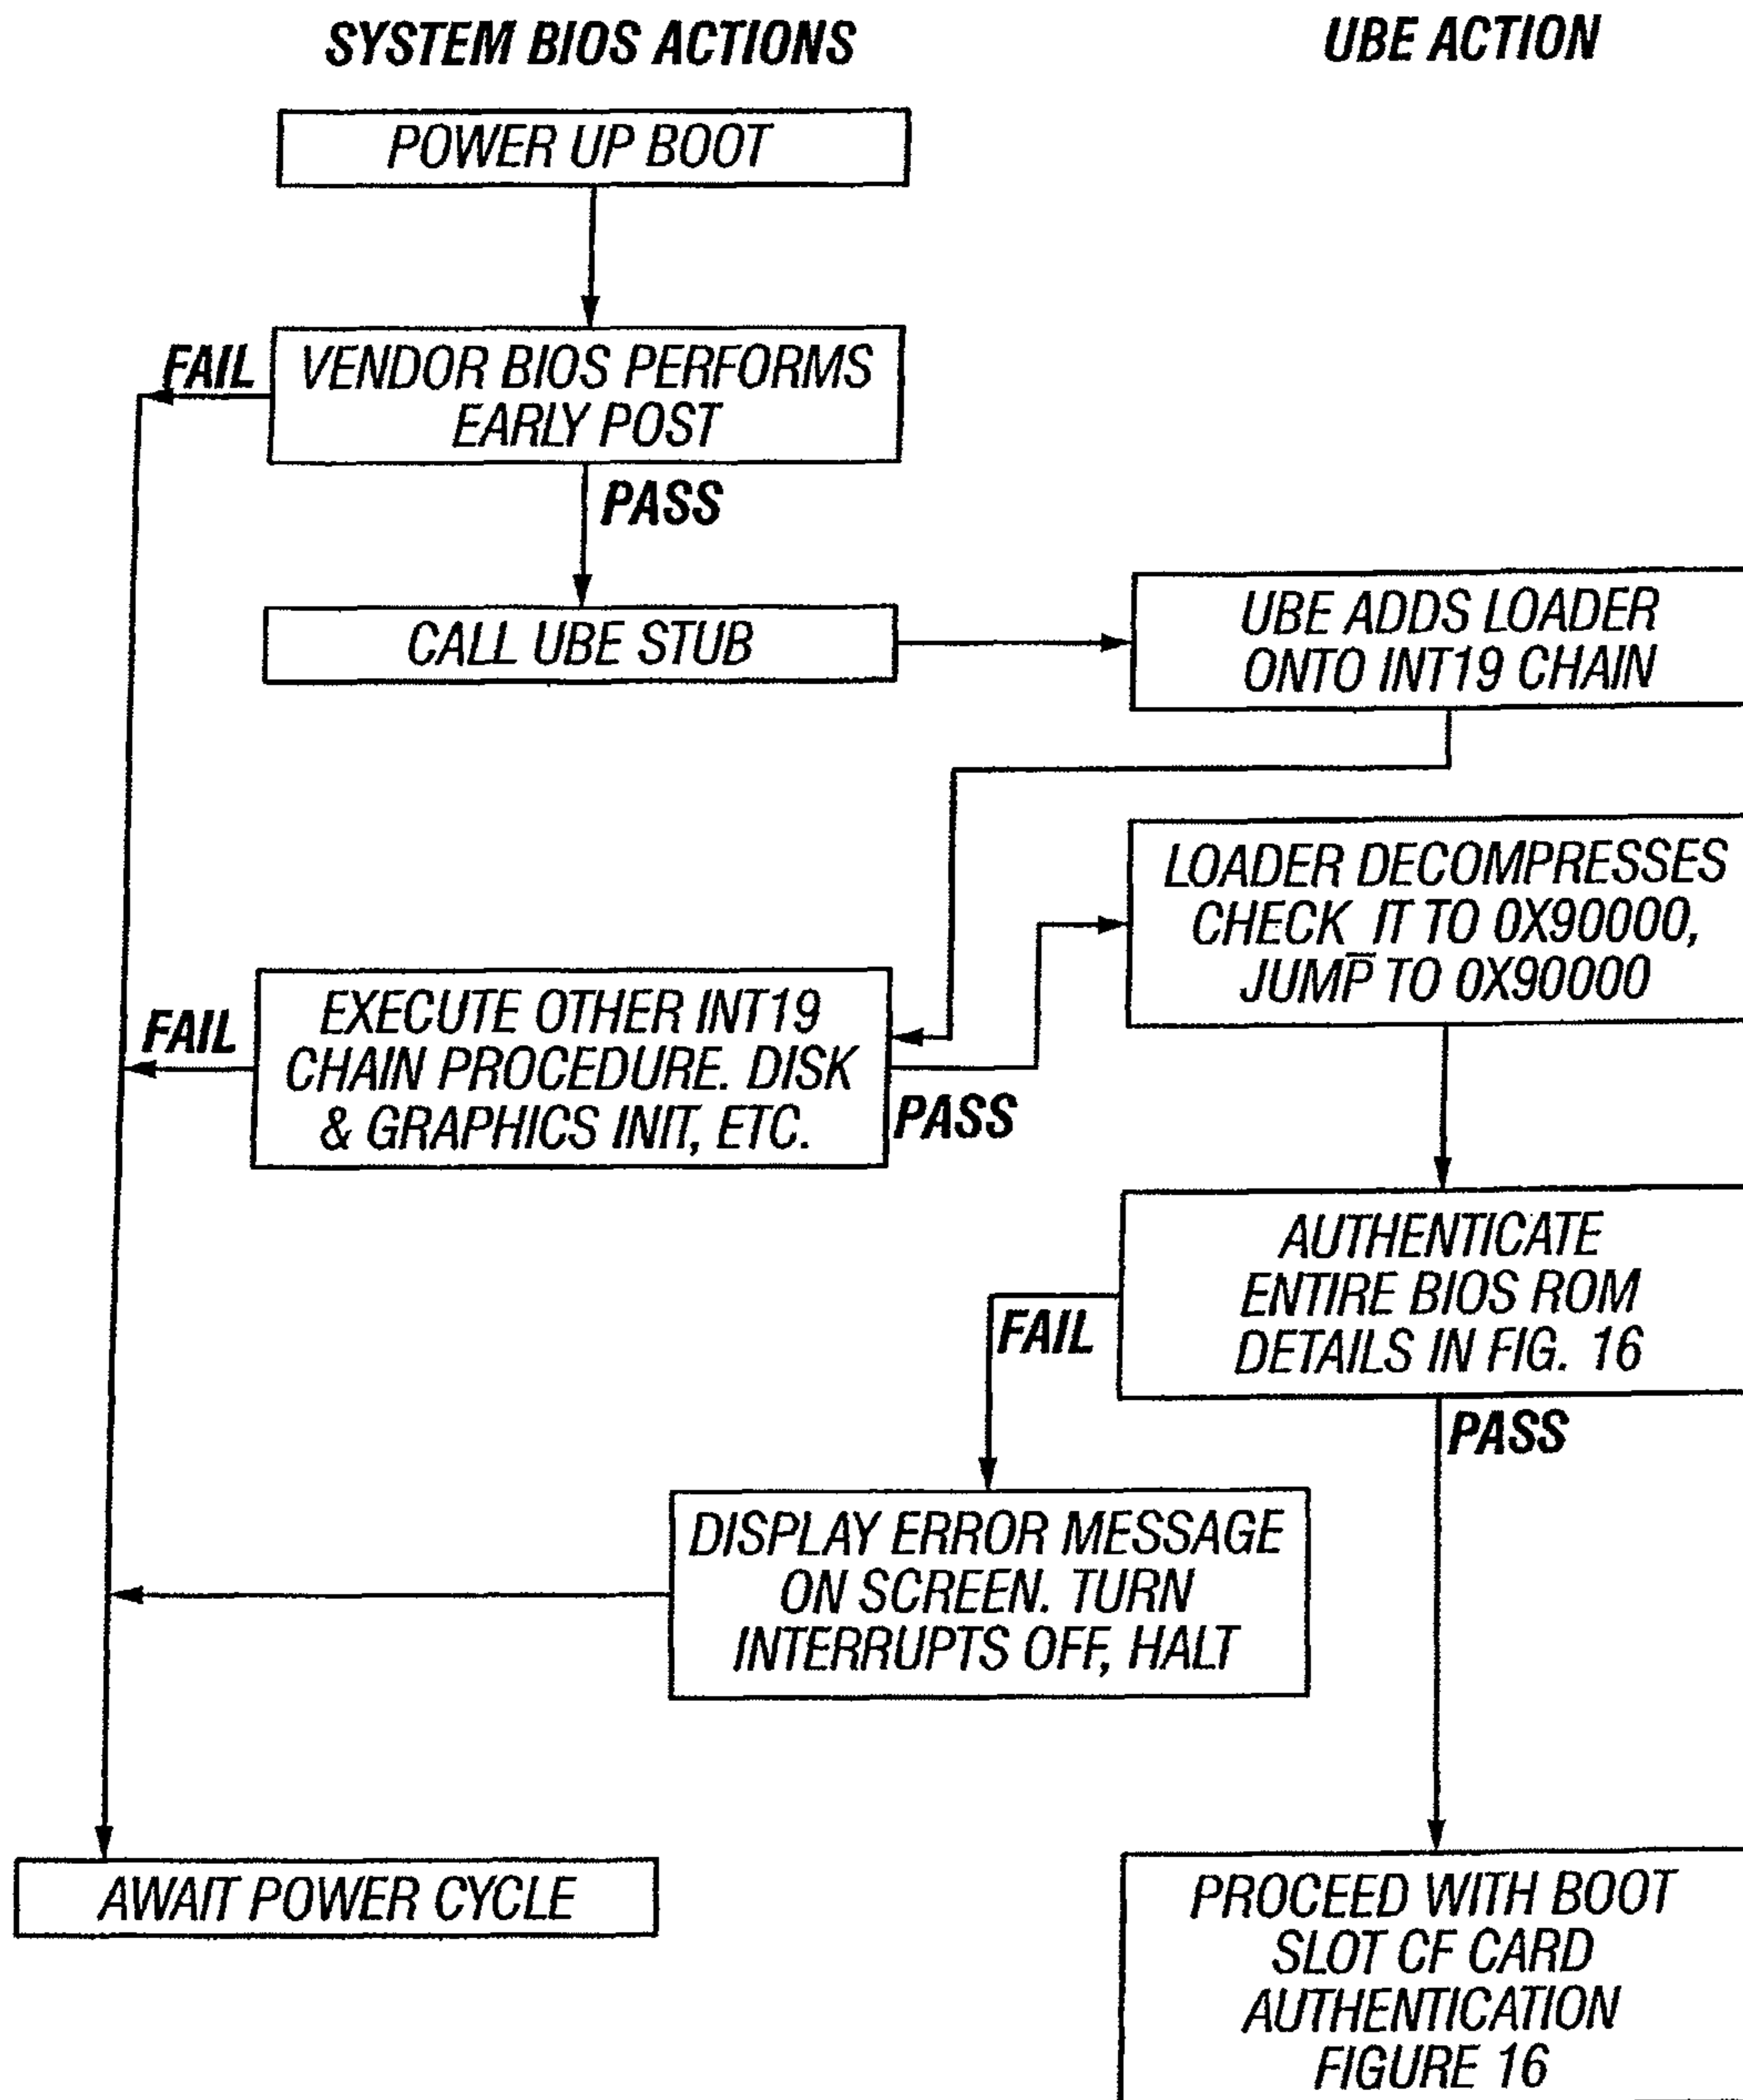 SYSTEM BIOS ACTIONS
UBE ACTION
POWER UP BOOT
FAIL
VENDOR BIOS PERFORMS
EARLY POST
PASS
CALL UBE STUB
UBE ADDS LOADER
ONTO INT19 CHAIN
LOADER DECOMPRESSES
CHECK_IT TO 0X90000,
JUMP TO 0X90000
FAIL
EXECUTE OTHER INT19
CHAIN PROCEDURE. DISK
& GRAPHICS INIT, ETC.
PASS
AUTHENTICATE
ENTIRE BIOS ROM
DETAILS IN FIG. 16
FAIL
PASS
DISPLAY ERROR MESSAGE
ON SCREEN. TURN
INTERRUPTS OFF, HALT
AWAIT POWER CYCLE
PROCEED WITH BOOT
SLOT CF CARD
AUTHENTICATION
FIGURE 16